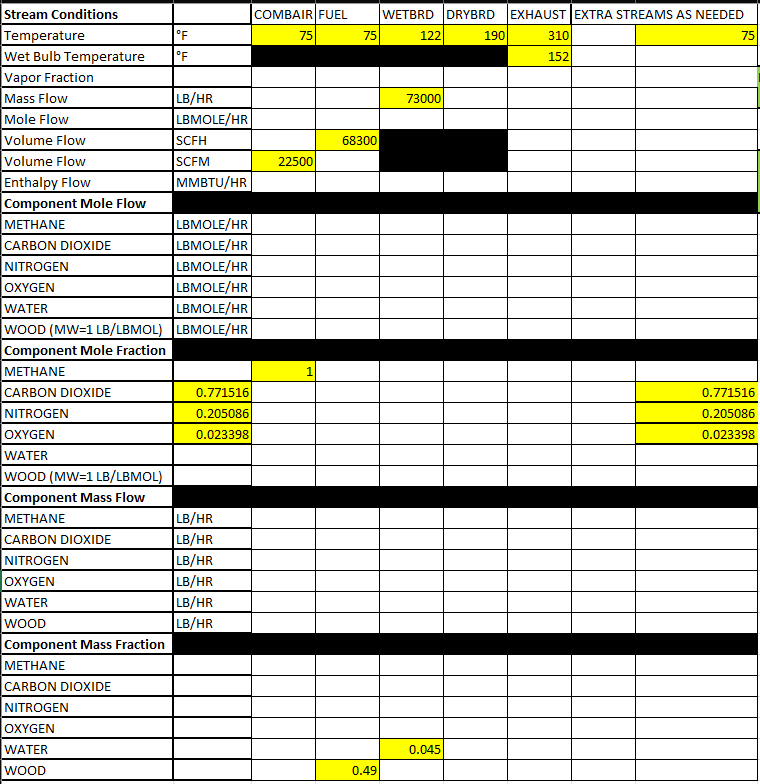 Stream Conditions COMBAIR FUEL WETBRD DRYBRD EXHAUST EXTRA STREAMS AS NEEDED
Temperature °F 75 75 122 190 310 75
Wet Bulb Temperature °F 152
Vapor Fraction
Mass Flow LB/HR 73000
Mole Flow LBMOLE/HR
Volume Flow SCFH 68300
Volume Flow SCFM 22500
Enthalpy Flow MMBTU/HR
Component Mole Flow
METHANE LBMOLE/HR
CARBON DIOXIDE LBMOLE/HR
NITROGEN LBMOLE/HR
OXYGEN LBMOLE/HR
WATER LBMOLE/HR
WOOD (MW=1 LB/LBMOL) LBMOLE/HR
Component Mole Fraction
METHANE 1
CARBON DIOXIDE 0.771516 0.771516
NITROGEN 0.205086 0.205086
OXYGEN 0.023398 0.023398
WATER
WOOD (MW=1 LB/LBMOL)
Component Mass Flow
METHANE LB/HR
CARBON DIOXIDE LB/HR
NITROGEN LB/HR
OXYGEN LB/HR
WATER LB/HR
WOOD LB/HR
Component Mass Fraction
METHANE
CARBON DIOXIDE
NITROGEN
OXYGEN
WATER 0.045
WOOD 0.49